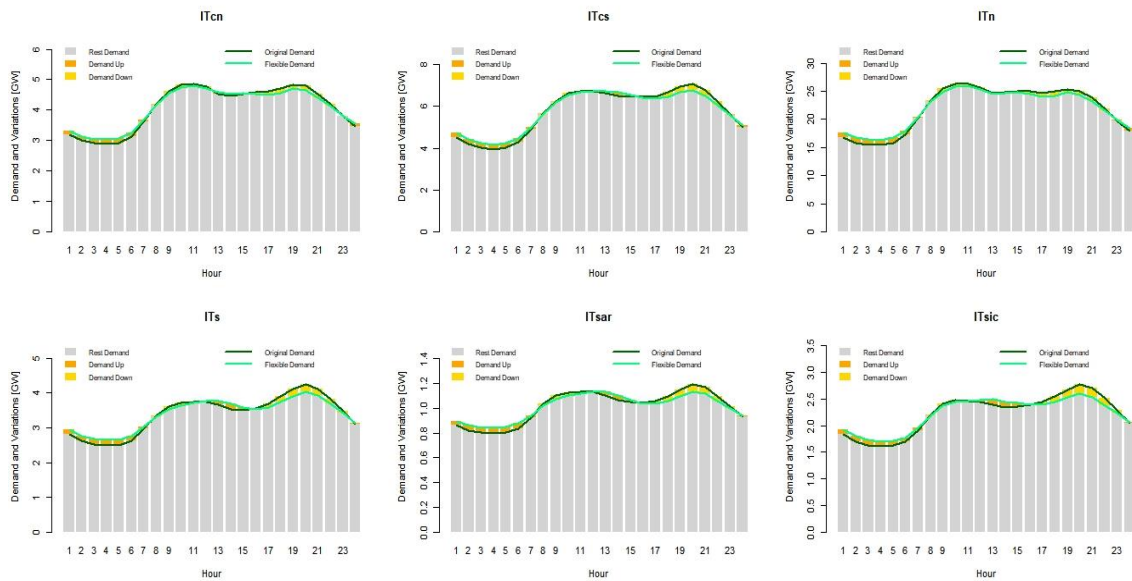 ITcn
Demand and Variations [GW]
6
5
4
3
2
1
0
Rest Demand
Demand Up
Demand Down
Original Demand
Flexible Demand
1 2 3 4 5 6 7 8 9 11 13 15 17 19 21 23
Hour
ITcs
Demand and Variations [GW]
8
6
4
2
0
Rest Demand
Demand Up
Demand Down
Original Demand
Flexible Demand
1 2 3 4 5 6 7 8 9 11 13 15 17 19 21 23
Hour
ITn
Demand and Variations [GW]
30
25
20
15
10
5
0
Rest Demand
Demand Up
Demand Down
Original Demand
Flexible Demand
1 2 3 4 5 6 7 8 9 11 13 15 17 19 21 23
Hour
ITs
Demand and Variations [GW]
5
4
3
2
1
0
Rest Demand
Demand Up
Demand Down
Original Demand
Flexible Demand
1 2 3 4 5 6 7 8 9 11 13 15 17 19 21 23
Hour
ITsar
Demand and Variations [GW]
1.4
1.2
1.0
0.8
0.6
0.4
0.2
0.0
Rest Demand
Demand Up
Demand Down
Original Demand
Flexible Demand
1 2 3 4 5 6 7 8 9 11 13 15 17 19 21 23
Hour
ITsic
Demand and Variations [GW]
3.5
3.0
2.5
2.0
1.5
1.0
0.5
0.0
Rest Demand
Demand Up
Demand Down
Original Demand
Flexible Demand
1 2 3 4 5 6 7 8 9 11 13 15 17 19 21 23
Hour